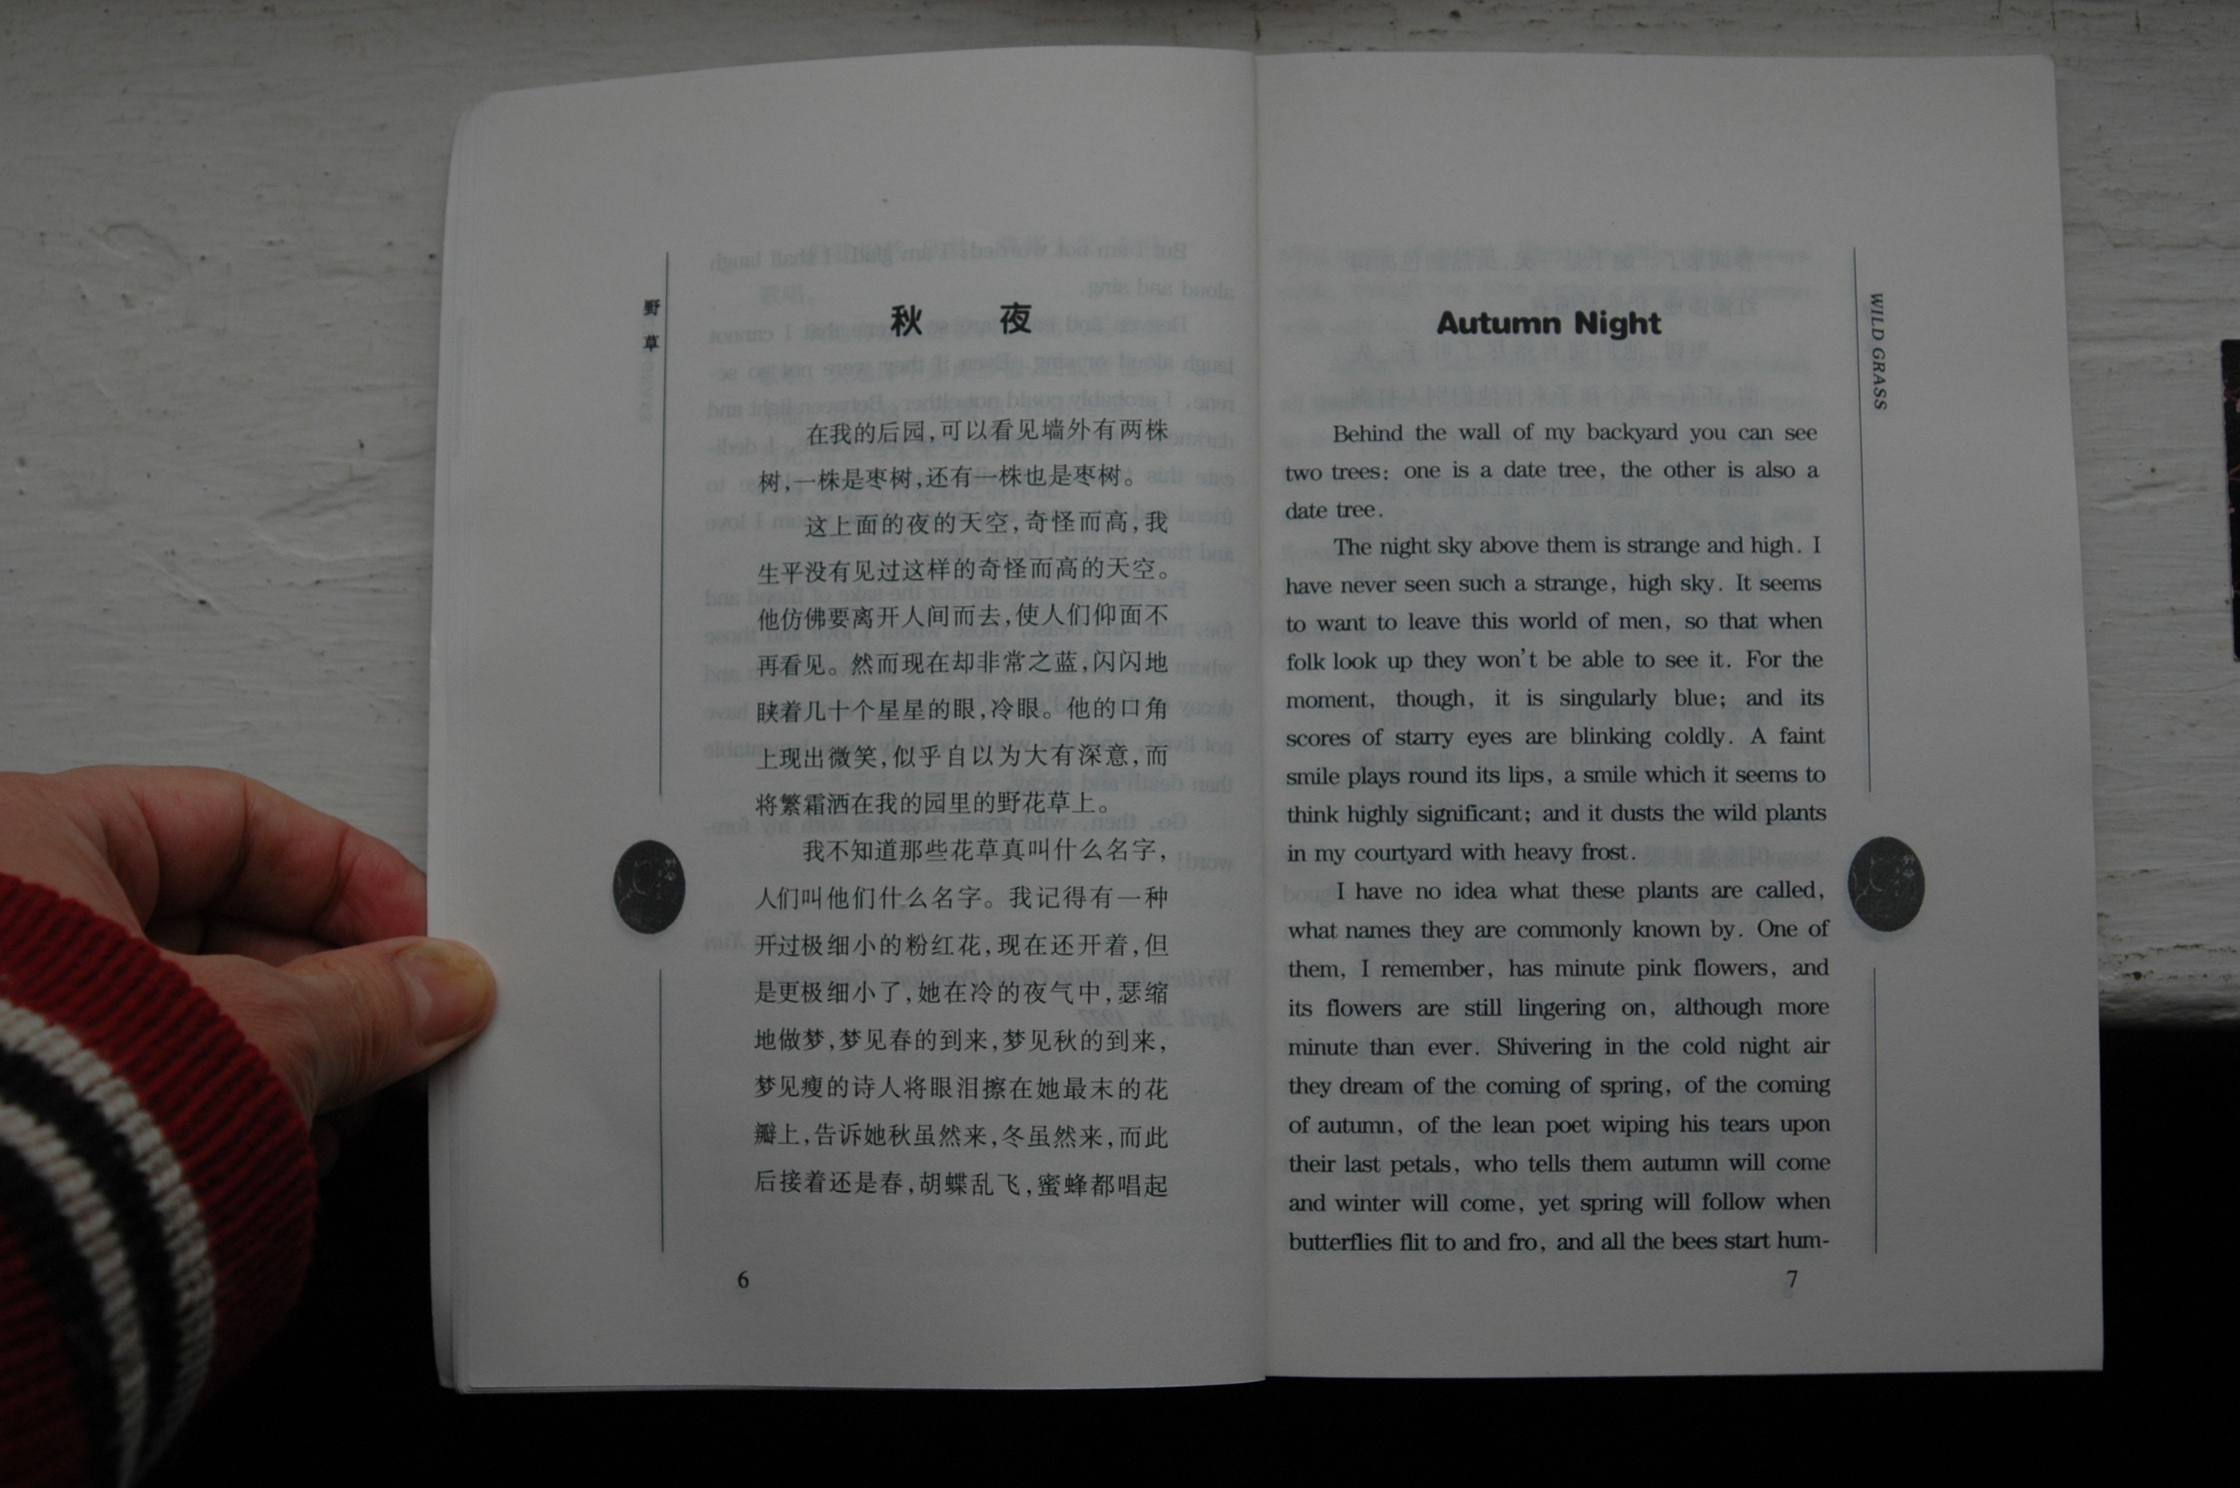 野草
秋 夜
在我的后园,可以看见墙外有两株
树,一株是枣树,还有一株也是枣树。
这上面的夜的天空,奇怪而高,我
生平没有见过这样的奇怪而高的天空。
他仿佛要离开人间而去,使人们仰面不
再看见。然而现在却非常之蓝,闪闪地
䀹着几十个星星的眼,冷眼。他的口角
上现出微笑,似乎自以为大有深意,而
将繁霜洒在我的园里的野花草上。
我不知道那些花草真叫什么名字,
人们叫他们什么名字。我记得有一种
开过极细小的粉红花,现在还开着,但
是更极细小了,她在冷的夜气中,瑟缩
地做梦,梦见春的到来,梦见秋的到来,
梦见瘦的诗人将眼泪擦在她最末的花
瓣上,告诉她秋虽然来,冬虽然来,而此
后接着还是春,胡蝶乱飞,蜜蜂都唱起
6
WILD GRASS
Autumn Night
Behind the wall of my backyard you can see
two trees: one is a date tree, the other is also a
date tree.
The night sky above them is strange and high. I
have never seen such a strange, high sky. It seems
to want to leave this world of men, so that when
folk look up they won't be able to see it. For the
moment, though, it is singularly blue; and its
scores of starry eyes are blinking coldly. A faint
smile plays round its lips, a smile which it seems to
think highly significant; and it dusts the wild plants
in my courtyard with heavy frost.
I have no idea what these plants are called,
what names they are commonly known by. One of
them, I remember, has minute pink flowers, and
its flowers are still lingering on, although more
minute than ever. Shivering in the cold night air
they dream of the coming of spring, of the coming
of autumn, of the lean poet wiping his tears upon
their last petals, who tells them autumn will come
and winter will come, yet spring will follow when
butterflies flit to and fro, and all the bees start hum-
7